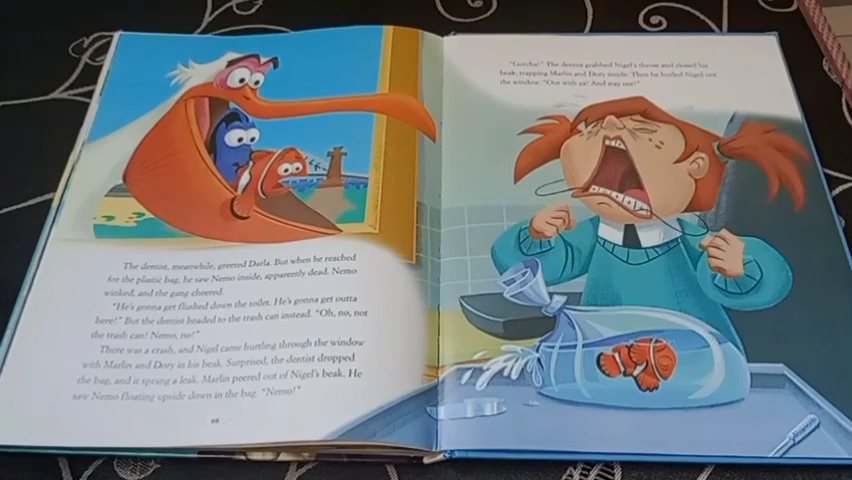 The dentist, meanwhile, greeted Darla. But when he reached
for the plastic bag, he saw Nemo inside, apparently dead. Nemo
winked, and the gang cheered.
"He's gonna get flushed down the toilet. He's gonna get outta
here!" But the dentist headed to the trash can instead. "Oh, no, not
the trash can! Nemo, no!"
There was a crash, and Nigel came hurtling through the window
with Marlin and Dory in his beak. Surprised, the dentist dropped
the bag, and it sprang a leak. Marlin peered out of Nigel's beak. He
saw Nemo floating upside down in the bag. "Nemo!"
"Gotcha!" The dentist grabbed Nigel's throat and closed his
beak, trapping Marlin and Dory inside. Then he hurled Nigel out
the window. "Out with ya! And stay out!"